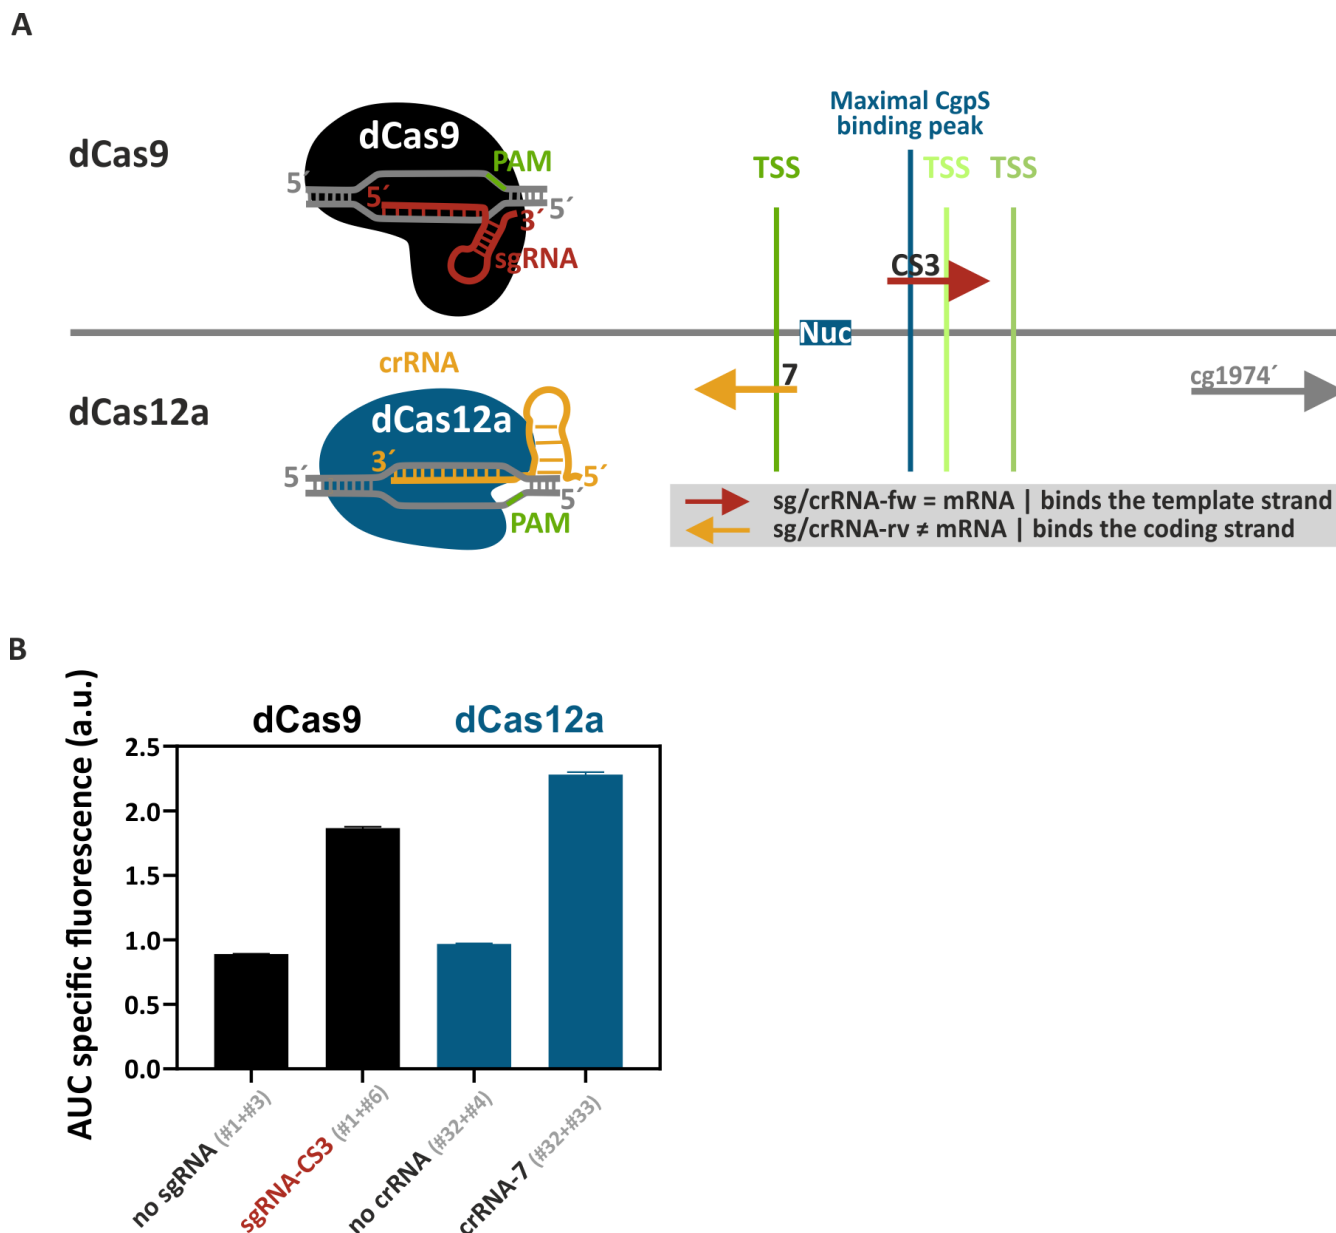 A
dCas9
dCas9
PAM
5´
5´
3´
5´
sgRNA
Maximal CgpS
binding peak
TSS
TSS
TSS
CS3
Nuc
7
cg1974´
dCas12a
crRNA
dCas12a
3´
5´
5´
5´
PAM
sg/crRNA-fw = mRNA | binds the template strand
sg/crRNA-rv ≠ mRNA | binds the coding strand
B
dCas9
dCas12a
AUC specific fluorescence (a.u.)
2.5
2.0
1.5
1.0
0.5
0.0
no sgRNA (#1+#3)
sgRNA-CS3 (#1+#6)
no crRNA (#32+#4)
crRNA-7 (#32+#33)